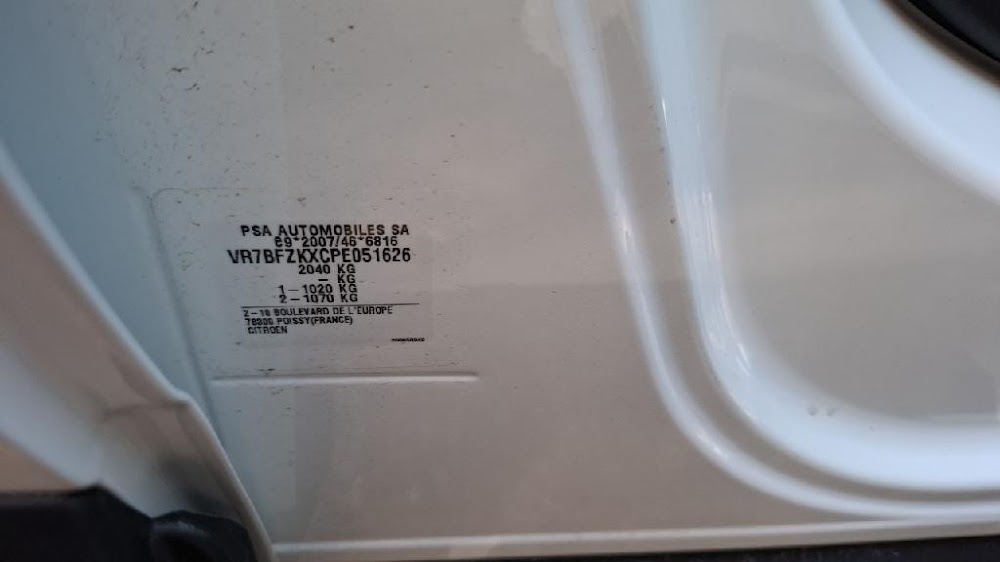 PSA AUTOMOBILES SA
e9*2007/46*6816
VR7BFZKXCPE051626
2040 KG
– KG
1 – 1020 KG
2 – 1070 KG
2-10 BOULEVARD DE L'EUROPE
78300 POISSY(FRANCE)
CITROEN